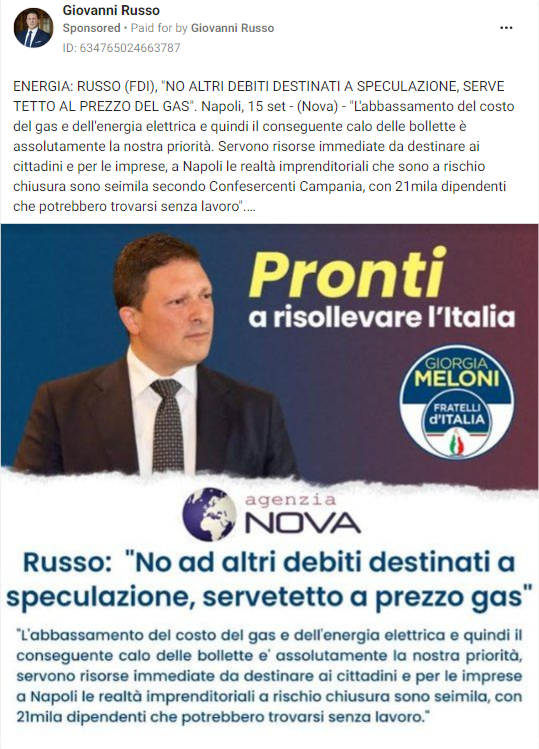 Giovanni Russo
Sponsored • Paid for by Giovanni Russo
ID: 634765024663787
ENERGIA: RUSSO (FDI), "NO ALTRI DEBITI DESTINATI A SPECULAZIONE, SERVE
TETTO AL PREZZO DEL GAS". Napoli, 15 set - (Nova) - "L'abbassamento del costo
del gas e dell'energia elettrica e quindi il conseguente calo delle bollette è
assolutamente la nostra priorità. Servono risorse immediate da destinare ai
cittadini e per le imprese, a Napoli le realtà imprenditoriali che sono a rischio
chiusura sono seimila secondo Confesercenti Campania, con 21mila dipendenti
che potrebbero trovarsi senza lavoro"....
Pronti
a risollevare l'Italia
GIORGIA
MELONI
FRATELLI
d'ITALIA
agenzia
NOVA
Russo: "No ad altri debiti destinati a
speculazione, servetetto a prezzo gas"
"L'abbassamento del costo del gas e dell'energia elettrica e quindi il
conseguente calo delle bollette e' assolutamente la nostra priorità,
servono risorse immediate da destinare ai cittadini e per le imprese
a Napoli le realtà imprenditoriali a rischio chiusura sono seimila, con
21mila dipendenti che potrebbero trovarsi senza lavoro."